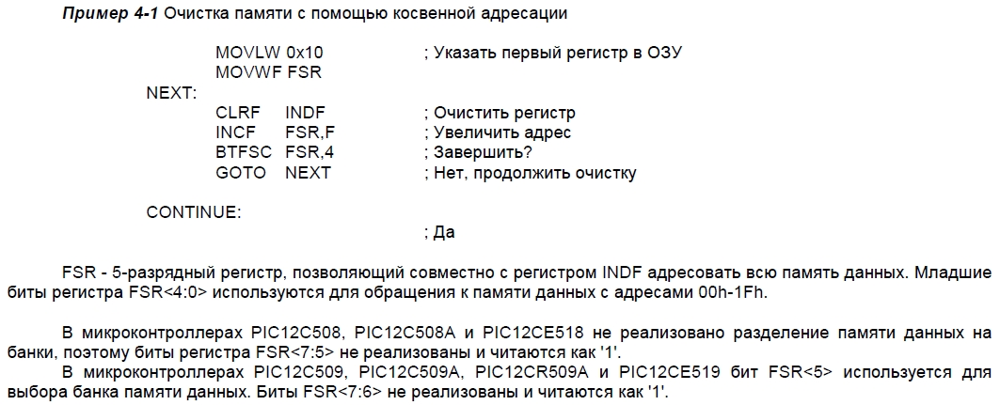 Пример 4-1 Очистка памяти с помощью косвенной адресации
MOVLW 0x10 ; Указать первый регистр в ОЗУ
MOVWF FSR
NEXT:
CLRF INDF ; Очистить регистр
INCF FSR,F ; Увеличить адрес
BTFSC FSR,4 ; Завершить?
GOTO NEXT ; Нет, продолжить очистку
CONTINUE:
; Да
FSR - 5-разрядный регистр, позволяющий совместно с регистром INDF адресовать всю память данных. Младшие
биты регистра FSR<4:0> используются для обращения к памяти данных с адресами 00h-1Fh.
В микроконтроллерах PIC12C508, PIC12C508A и PIC12CE518 не реализовано разделение памяти данных на
банки, поэтому биты регистра FSR<7:5> не реализованы и читаются как '1'.
В микроконтроллерах PIC12C509, PIC12C509A, PIC12CR509A и PIC12CE519 бит FSR<5> используется для
выбора банка памяти данных. Биты FSR<7:6> не реализованы и читаются как '1'.